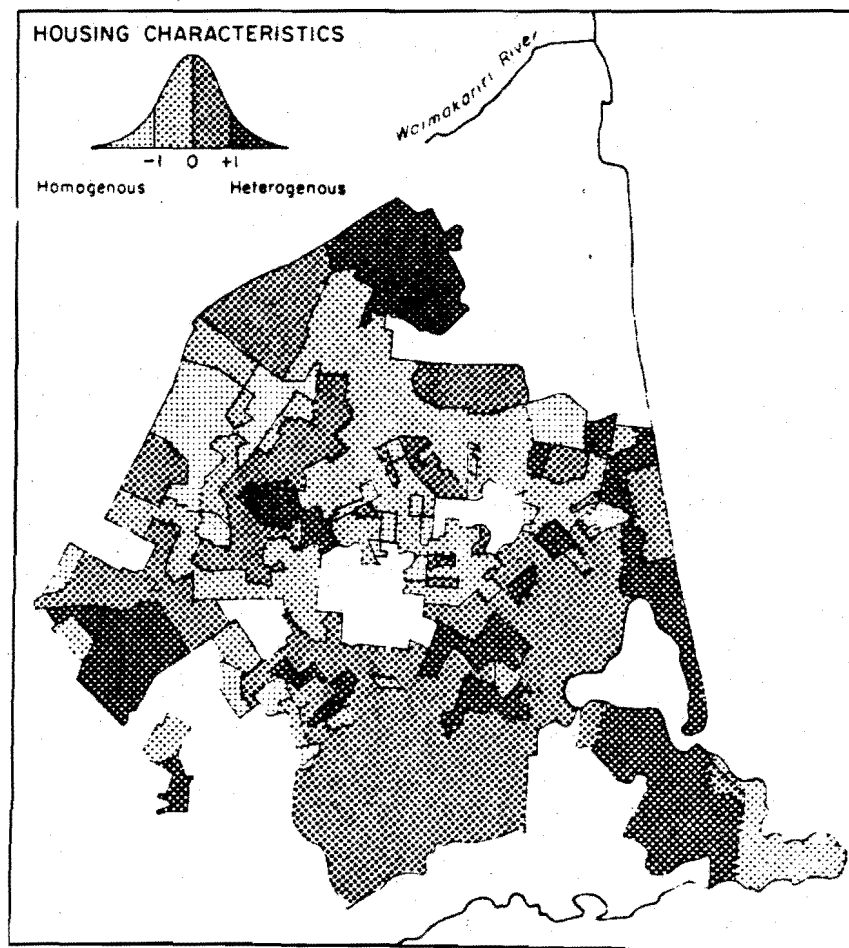 HOUSING CHARACTERISTICS
-1 0 +1
Homogenous Heterogenous
Waimakariri River